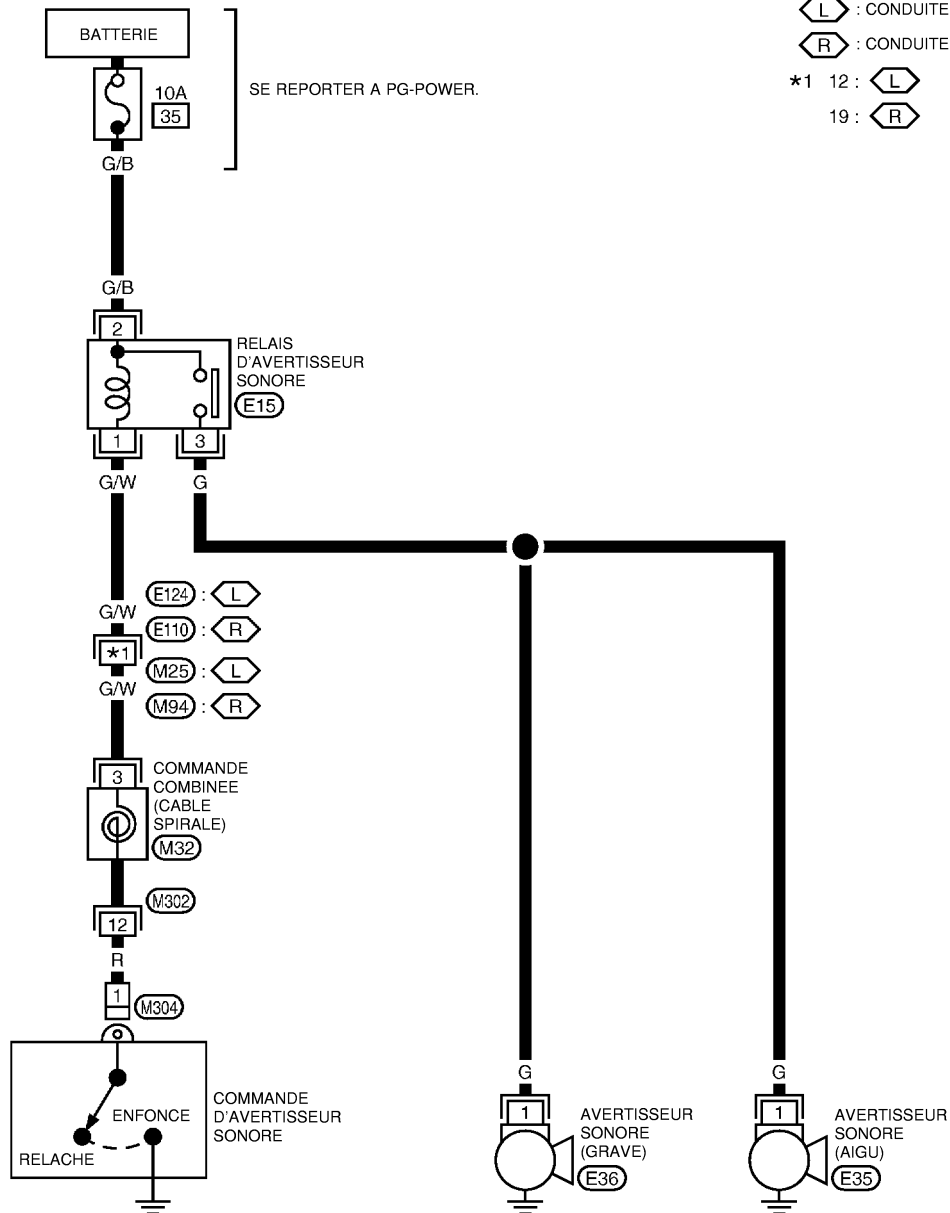 BATTERIE
10A
35
SE REPORTER A PG-POWER.
L : CONDUITE
R : CONDUITE
*1 12 : L
19 : R
G/B
G/B
2
RELAIS
D'AVERTISSEUR
SONORE
E15
1
3
G/W
G
G/W
E124 : L
E110 : R
*1
M25 : L
G/W
M94 : R
3
COMMANDE
COMBINEE
(CABLE
SPIRALE)
M32
M302
12
R
1
M304
COMMANDE
D'AVERTISSEUR
SONORE
ENFONCE
RELACHE
G
1
AVERTISSEUR
SONORE
(GRAVE)
E36
G
1
AVERTISSEUR
SONORE
(AIGU)
E35